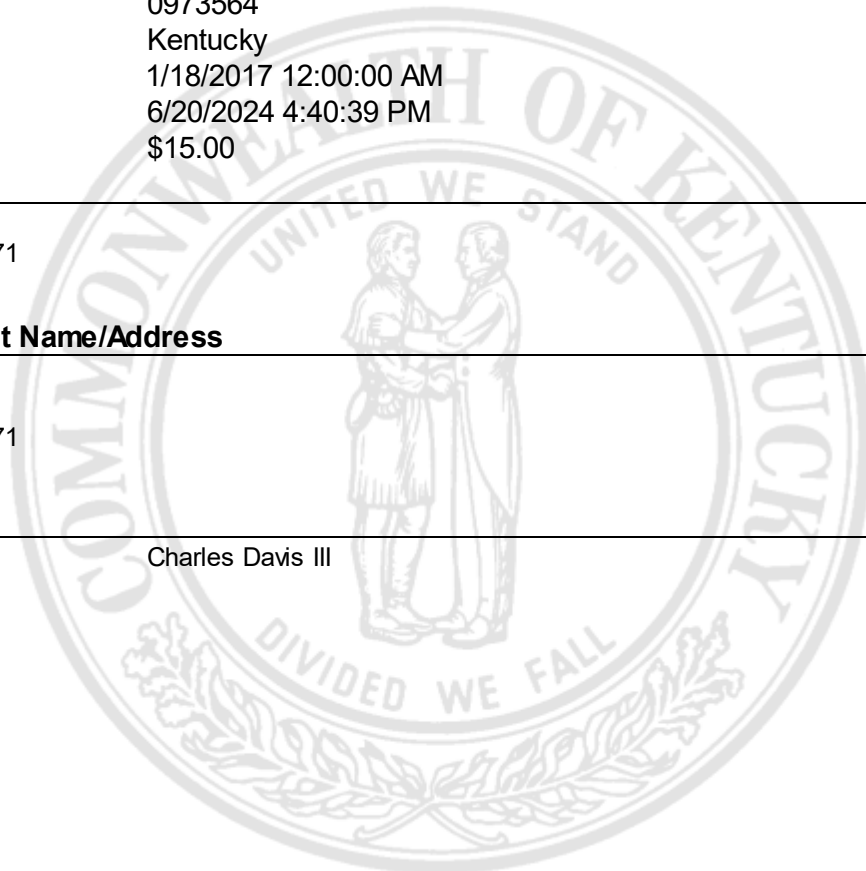 0973564
Kentucky
1/18/2017 12:00:00 AM
6/20/2024 4:40:39 PM
$15.00
71
t Name/Address
71
Charles Davis III
COMMONWEALTH OF KENTUCKY
UNITED WE STAND
DIVIDED WE FALL